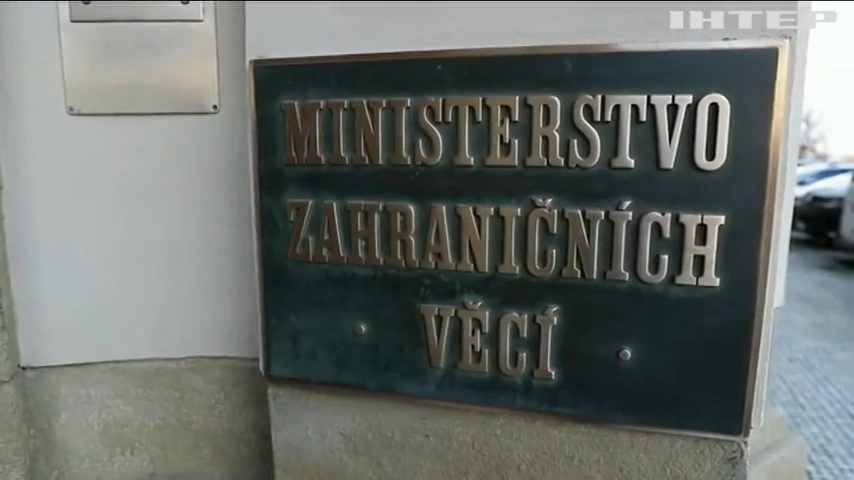 ІНТЕР
MINISTERSTVO
ZAHRANIČNÍCH
VĚCÍ